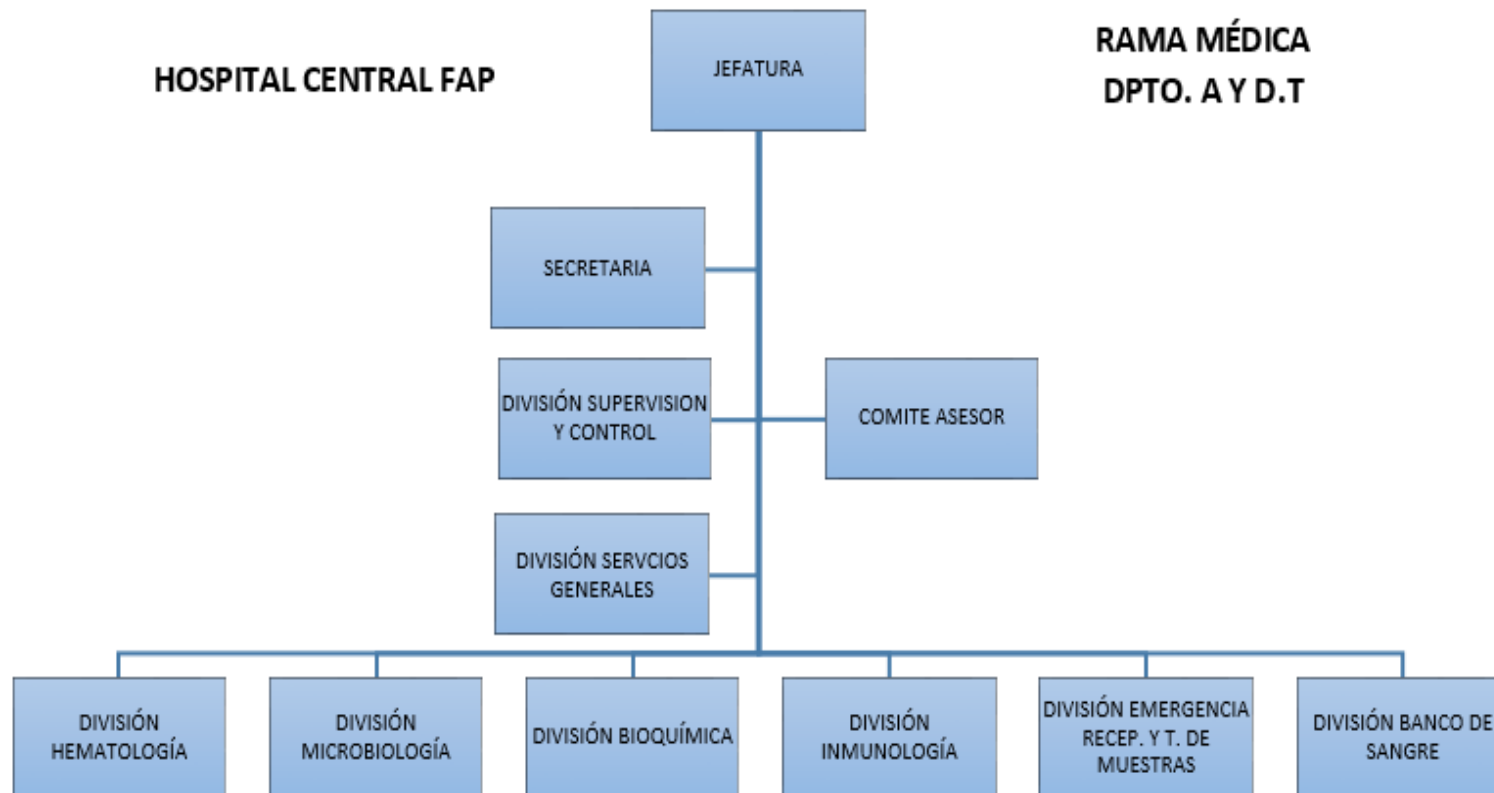 HOSPITAL CENTRAL FAP
JEFATURA
RAMA MÉDICA
DPTO. A Y D.T
SECRETARIA
DIVISIÓN SUPERVISION
Y CONTROL
COMITE ASESOR
DIVISIÓN SERVCIOS
GENERALES
DIVISIÓN
HEMATOLOGÍA
DIVISIÓN
MICROBIOLOGÍA
DIVISIÓN BIOQUÍMICA
DIVISIÓN
INMUNOLOGÍA
DIVISIÓN EMERGENCIA
RECEP. Y T. DE
MUESTRAS
DIVISIÓN BANCO DE
SANGRE